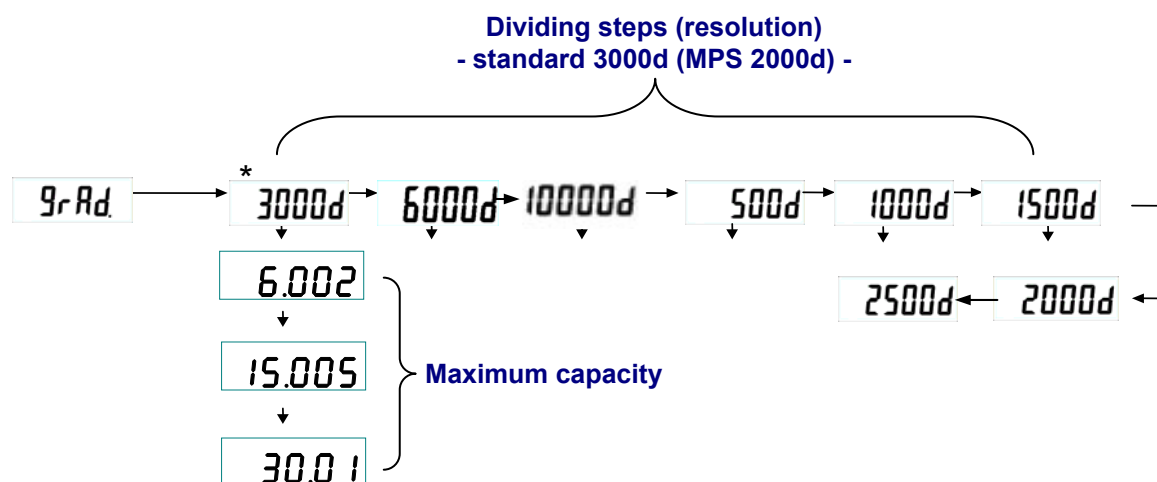 Dividing steps (resolution)
- standard 3000d (MPS 2000d) -
*
grAd.
3000d
6000d
10000d
500d
1000d
1500d
6.002
2500d
2000d
15.005
Maximum capacity
30.01